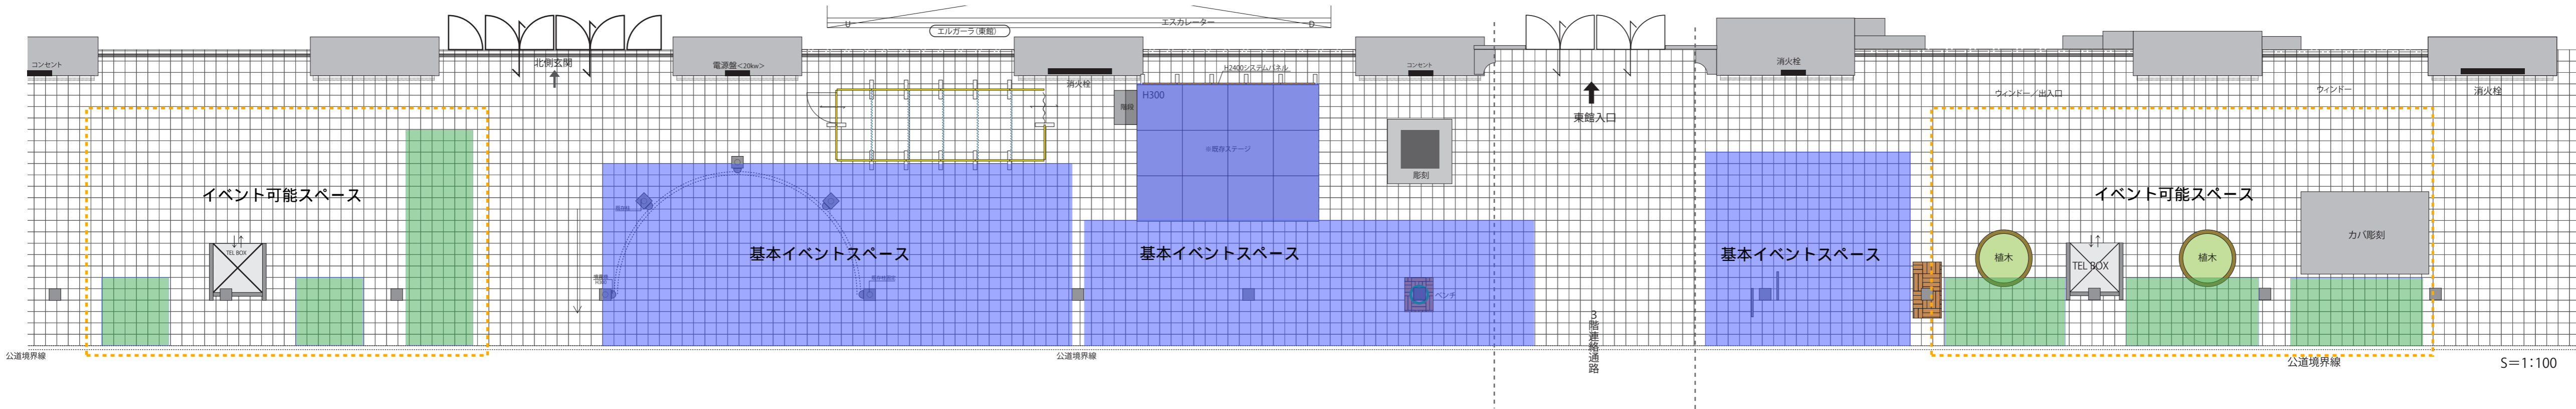 U
エスカレーター
D
エルガーラ（東館）
コンセント
北側玄関
電源盤<20kw>
消火栓
H2400システムパネル
コンセント
消火栓
ウィンドー／出入口
ウィンドー
消火栓
H300
階段
東館入口
※既存ステージ
彫刻
イベント可能スペース
イベント可能スペース
TEL BOX
基本イベントスペース
基本イベントスペース
基本イベントスペース
植木
TEL BOX
植木
カバ彫刻
ベンチ
3階連絡通路
公道境界線
公道境界線
公道境界線
S＝1：100